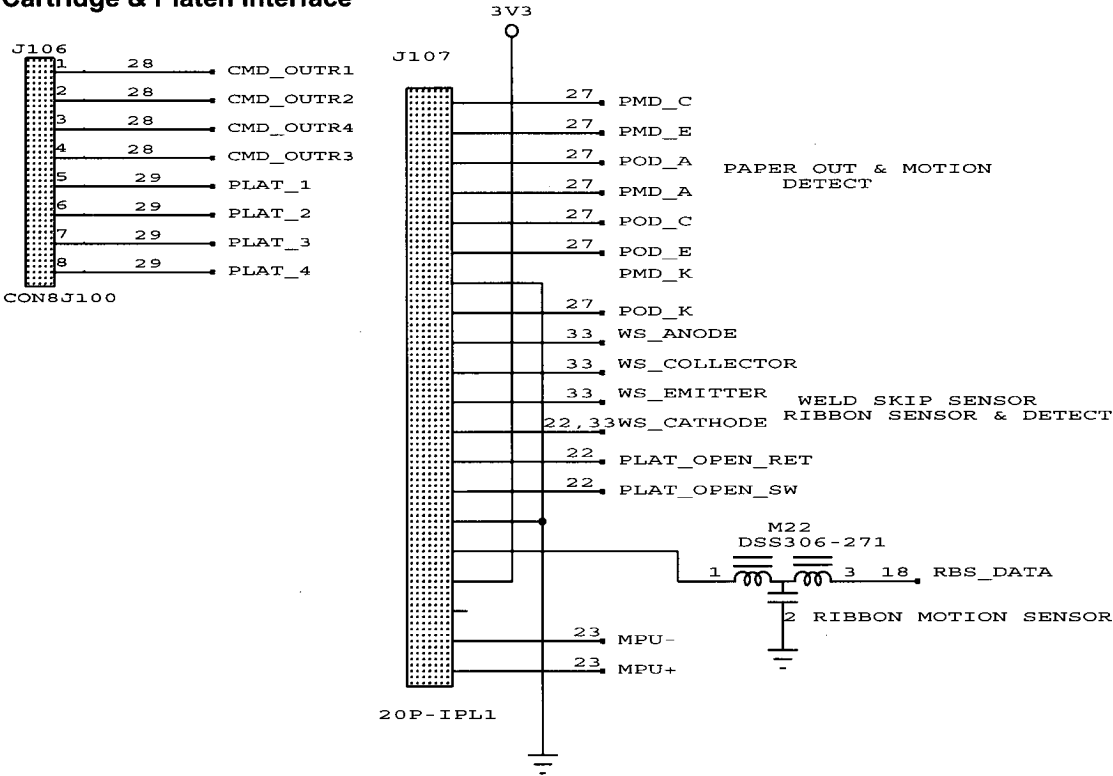 Cartridge & Platen Interface
J106
1 28 CMD_OUTR1
2 28 CMD_OUTR2
3 28 CMD_OUTR4
4 28 CMD_OUTR3
5 29 PLAT_1
6 29 PLAT_2
7 29 PLAT_3
8 29 PLAT_4
CON8J100
3V3
J107
27 PMD_C
27 PMD_E
27 POD_A
27 PMD_A
27 POD_C
27 POD_E
PMD_K
27 POD_K
33 WS_ANODE
33 WS_COLLECTOR
33 WS_EMITTER
22,33 WS_CATHODE
22 PLAT_OPEN_RET
22 PLAT_OPEN_SW
23 MPU-
23 MPU+
20P-IPL1
PAPER OUT & MOTION
DETECT
WELD SKIP SENSOR
RIBBON SENSOR & DETECT
M22
DSS306-271
1 3 18 RBS_DATA
2 RIBBON MOTION SENSOR